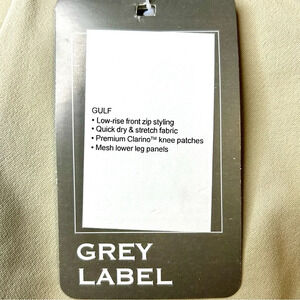 GULF
• Low-rise front zip styling
• Quick dry & stretch fabric
• Premium Clarino™ knee patches
• Mesh lower leg panels
GREY
LABEL